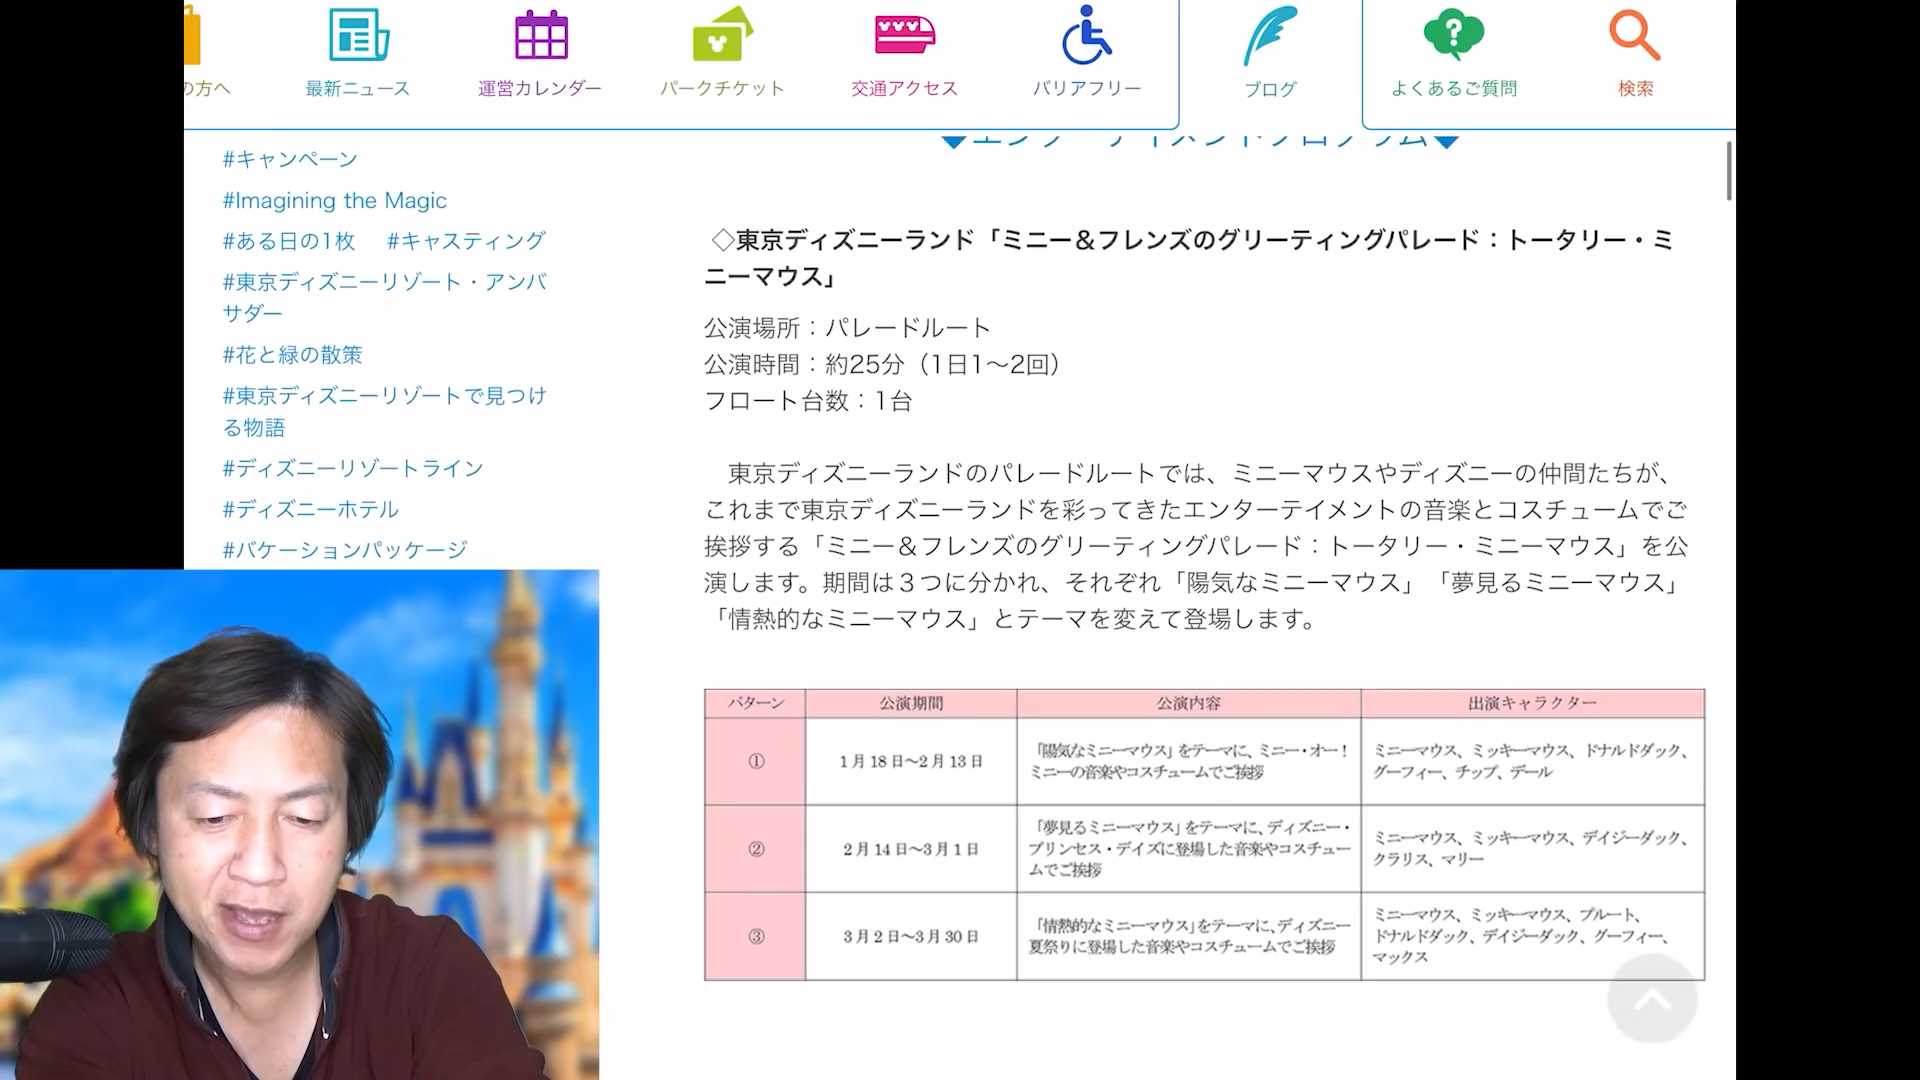 の方へ
最新ニュース
運営カレンダー
パークチケット
交通アクセス
バリアフリー
ブログ
よくあるご質問
検索
#キャンペーン
#Imagining the Magic
#ある日の1枚 #キャスティング
#東京ディズニーリゾート・アンバ
サダー
#花と緑の散策
#東京ディズニーリゾートで見つけ
る物語
#ディズニーリゾートライン
#ディズニーホテル
#バケーションパッケージ
◇東京ディズニーランド「ミニー＆フレンズのグリーティングパレード：トータリー・ミ
ニーマウス」
公演場所：パレードルート
公演時間：約25分（1日1〜2回）
フロート台数：1台
東京ディズニーランドのパレードルートでは、ミニーマウスやディズニーの仲間たちが、
これまで東京ディズニーランドを彩ってきたエンターテイメントの音楽とコスチュームでご
挨拶する「ミニー＆フレンズのグリーティングパレード：トータリー・ミニーマウス」を公
演します。期間は３つに分かれ、それぞれ「陽気なミニーマウス」「夢見るミニーマウス」
「情熱的なミニーマウス」とテーマを変えて登場します。
パターン 公演期間 公演内容 出演キャラクター
① 1月18日〜2月13日
「陽気なミニーマウス」をテーマに、ミニー・オー！
ミニーの音楽やコスチュームでご挨拶
ミニーマウス、ミッキーマウス、ドナルドダック、
グーフィー、チップ、デール
② 2月14日〜3月1日
「夢見るミニーマウス」をテーマに、ディズニー・
プリンセス・デイズに登場した音楽やコスチュー
ムでご挨拶
ミニーマウス、ミッキーマウス、デイジーダック、
クラリス、マリー
③ 3月2日〜3月30日
「情熱的なミニーマウス」をテーマに、ディズニー
夏祭りに登場した音楽やコスチュームでご挨拶
ミニーマウス、ミッキーマウス、プルート、
ドナルドダック、デイジーダック、グーフィー、
マックス